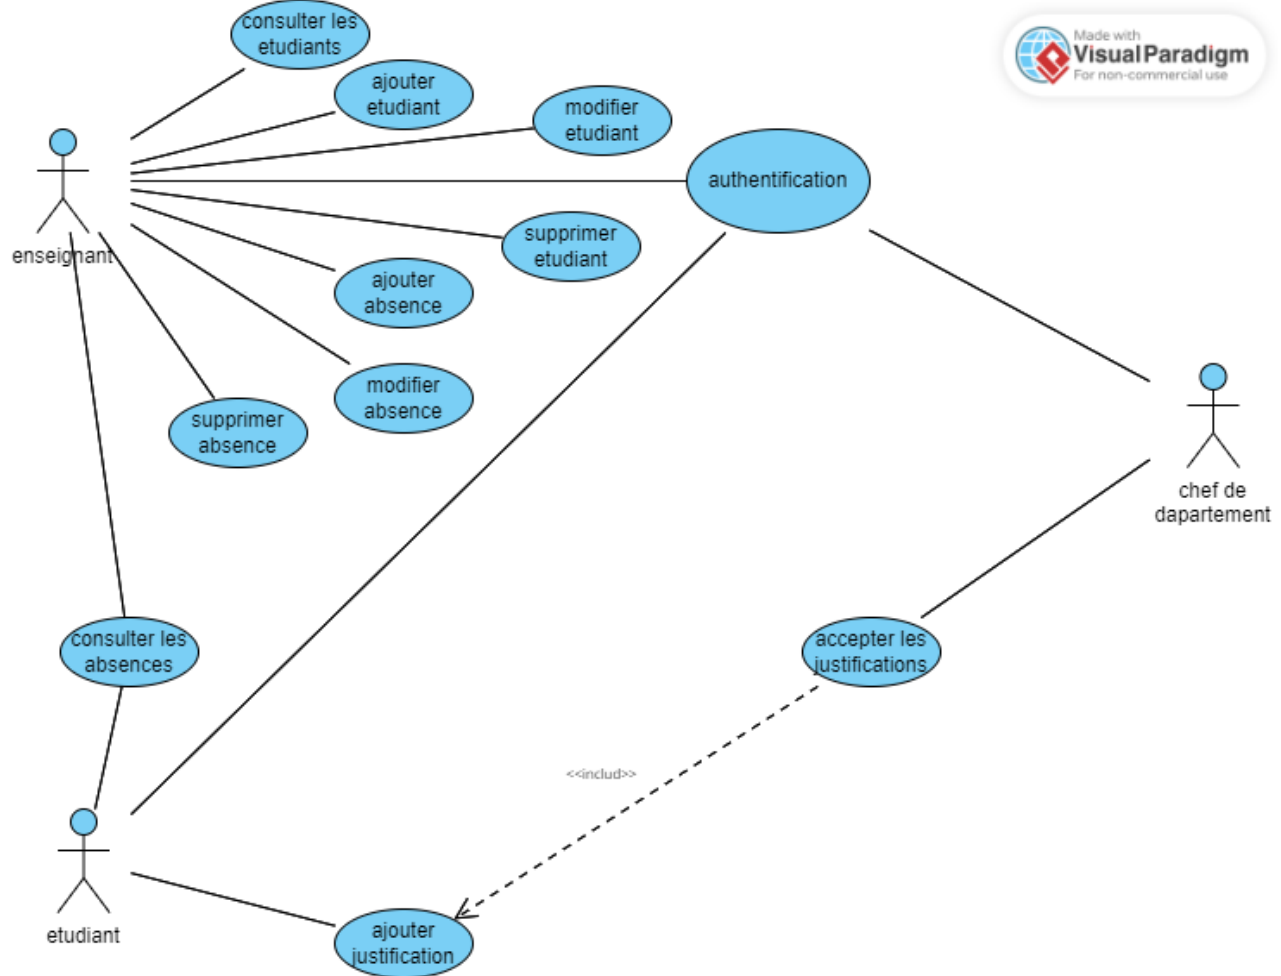 consulter les
etudiants
Made with
Visual Paradigm
For non-commercial use
ajouter
etudiant
modifier
etudiant
authentification
supprimer
etudiant
enseignant
ajouter
absence
modifier
absence
supprimer
absence
chef de
dapartement
consulter les
absences
accepter les
justifications
<<includ>>
etudiant
ajouter
justification